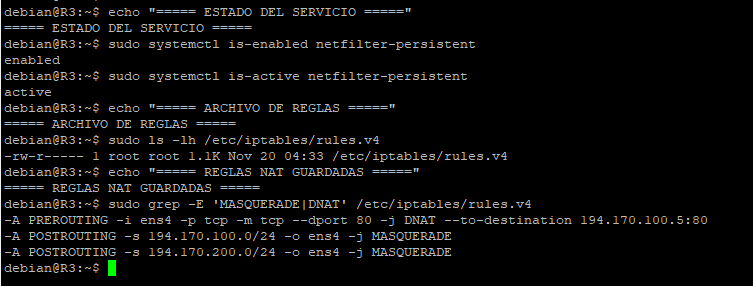 debian@R3:~$ echo "===== ESTADO DEL SERVICIO ====="
===== ESTADO DEL SERVICIO =====
debian@R3:~$ sudo systemctl is-enabled netfilter-persistent
enabled
debian@R3:~$ sudo systemctl is-active netfilter-persistent
active
debian@R3:~$ echo "===== ARCHIVO DE REGLAS ====="
===== ARCHIVO DE REGLAS =====
debian@R3:~$ sudo ls -lh /etc/iptables/rules.v4
-rw-r----- 1 root root 1.1K Nov 20 04:33 /etc/iptables/rules.v4
debian@R3:~$ echo "===== REGLAS NAT GUARDADAS ====="
===== REGLAS NAT GUARDADAS =====
debian@R3:~$ sudo grep -E 'MASQUERADE|DNAT' /etc/iptables/rules.v4
-A PREROUTING -i ens4 -p tcp -m tcp --dport 80 -j DNAT --to-destination 194.170.100.5:80
-A POSTROUTING -s 194.170.100.0/24 -o ens4 -j MASQUERADE
-A POSTROUTING -s 194.170.200.0/24 -o ens4 -j MASQUERADE
debian@R3:~$